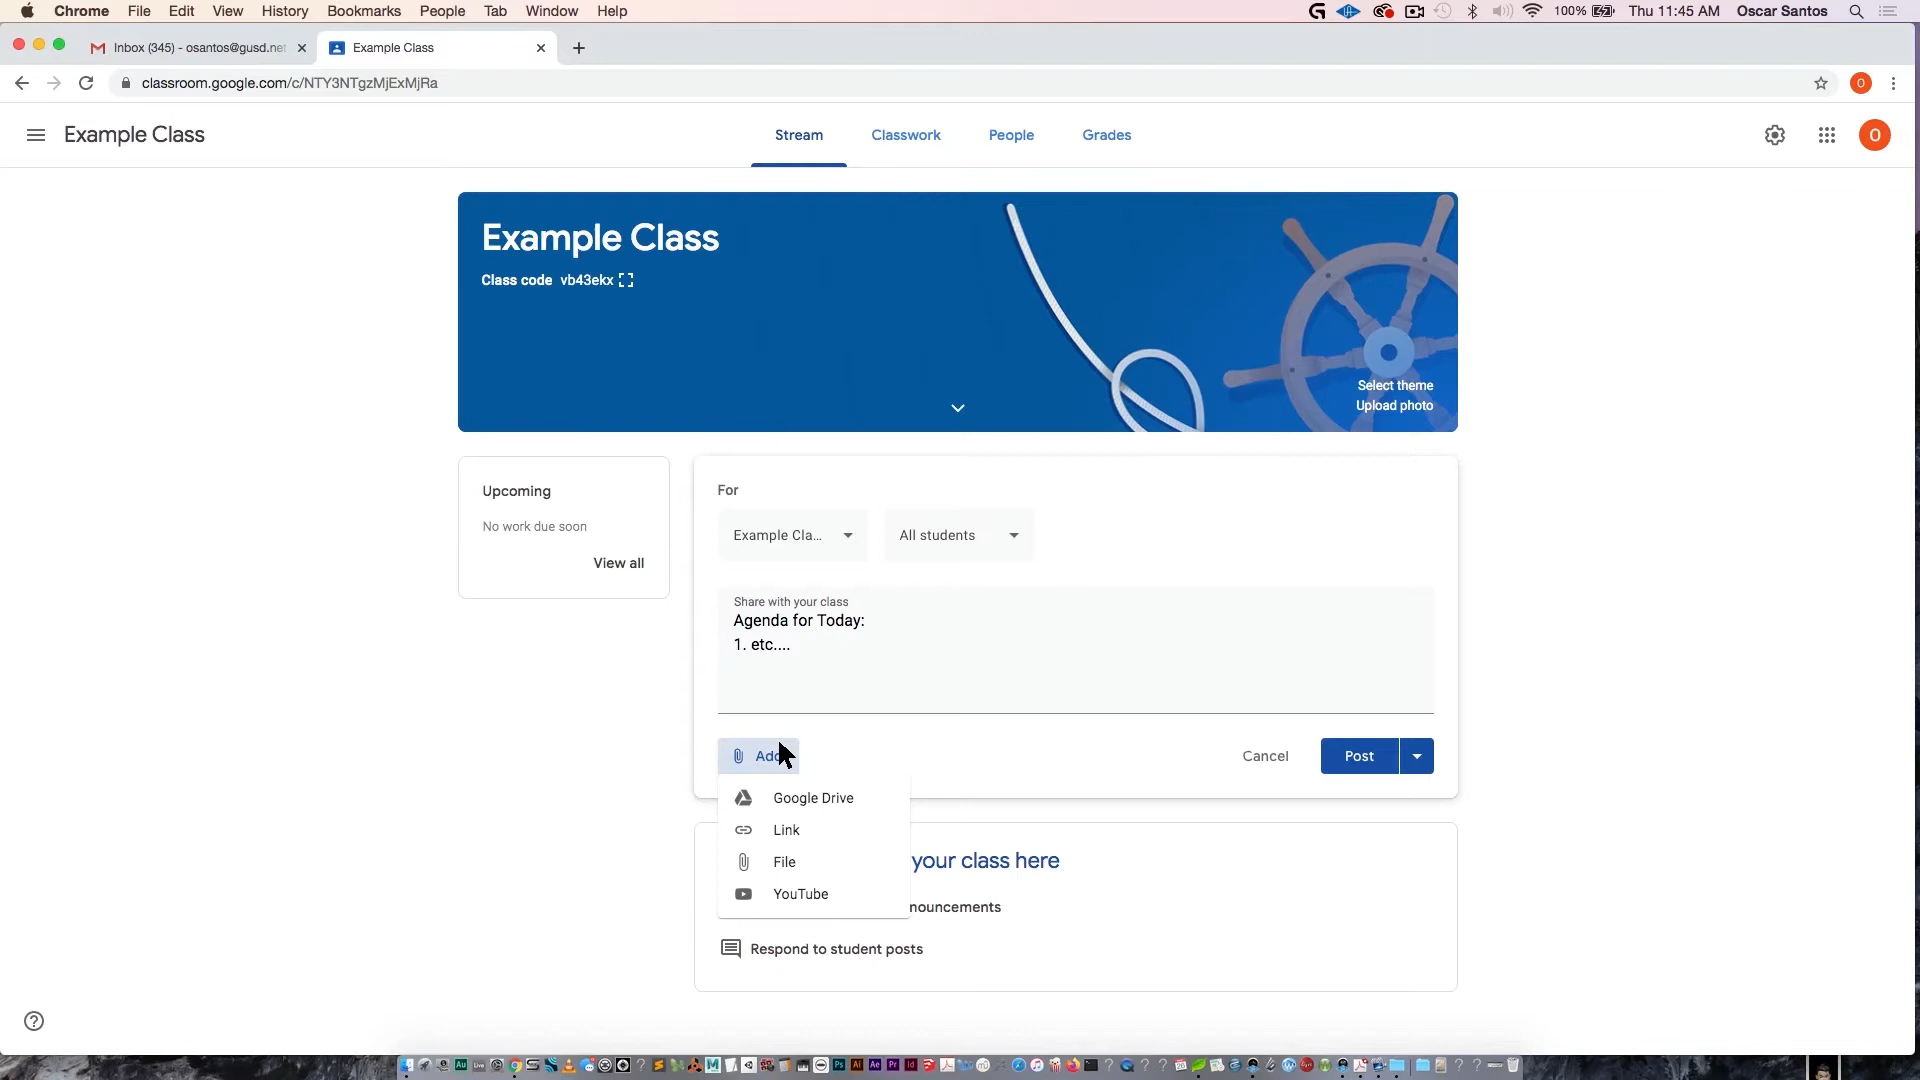 Chrome File Edit View History Bookmarks People Tab Window Help 100% Thu 11:45 AM Oscar Santos
Inbox (345) - osantos@gusd.net Example Class
classroom.google.com/c/NTY3NTgzMjExMjRa O
Example Class Stream Classwork People Grades O
Example Class
Class code vb43ekx
Select theme
Upload photo
Upcoming
No work due soon
View all
For
Example Cla... All students
Share with your class
Agenda for Today:
1. etc....
Add Cancel Post
Google Drive
Link
File
YouTube
your class here
nouncements
Respond to student posts